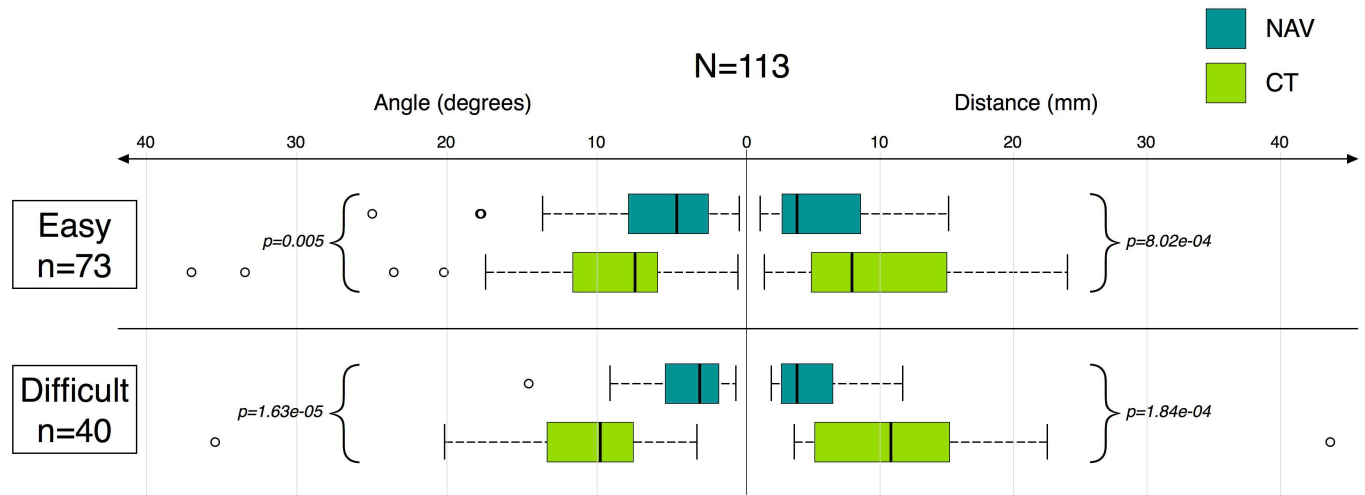 NAV
N=113
CT
Angle (degrees) Distance (mm)
40 30 20 10 0 10 20 30 40
Easy
n=73
p=0.005
p=8.02e-04
Difficult
n=40
p=1.63e-05
p=1.84e-04